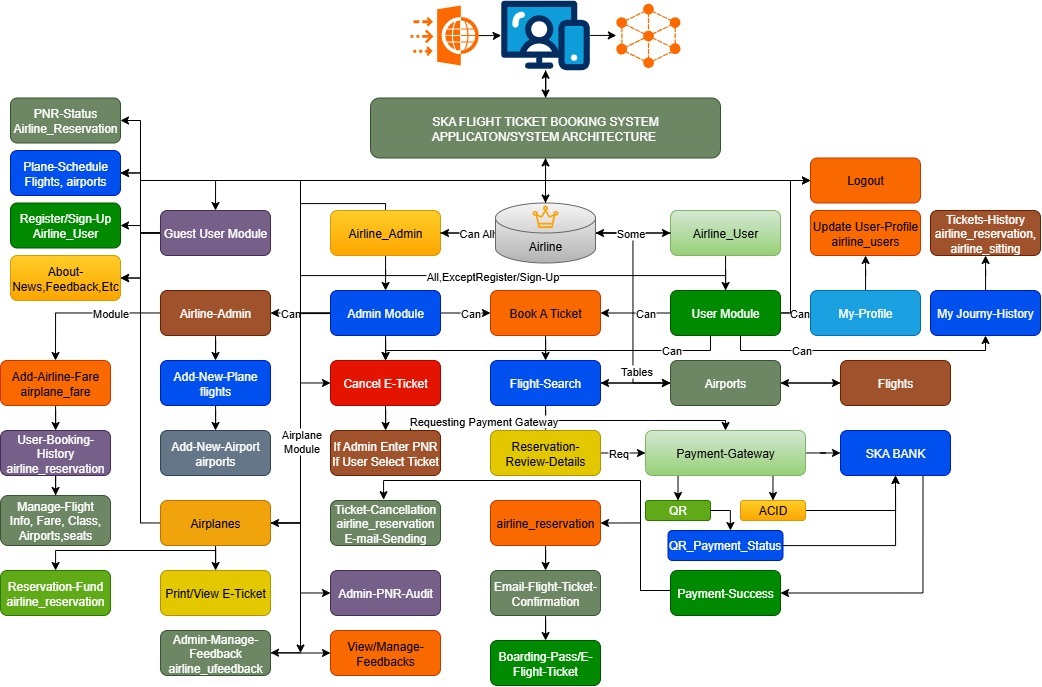 SKA FLIGHT TICKET BOOKING SYSTEM
APPLICATON/SYSTEM ARCHITECTURE
PNR-Status
Airline_Reservation
Plane-Schedule
Flights, airports
Logout
Register/Sign-Up
Airline_User
Guest User Module
Airline_Admin
Can All
Airline
Some
Airline_User
Update User-Profile
airline_users
Tickets-History
airline_reservation,
airline_sitting
About-
News,Feedback,Etc
All,ExceptRegister/Sign-Up
Module
Airline-Admin
Can
Admin Module
Can
Book A Ticket
Can
User Module
Can
My-Profile
My Journy-History
Can
Can
Add-Airline-Fare
airplane_fare
Add-New-Plane
flights
Cancel E-Ticket
Flight-Search
Tables
Airports
Flights
Requesting Payment Gateway
User-Booking-
History
airline_reservation
Add-New-Airport
airports
Airplane
Module
If Admin Enter PNR
If User Select Ticket
Reservation-
Review-Details
Req
Payment-Gateway
SKA BANK
Manage-Flight
Info, Fare, Class,
Airports,seats
Airplanes
Ticket-Cancellation
airline_reservation
E-mail-Sending
airline_reservation
QR
ACID
QR_Payment_Status
Reservation-Fund
airline_reservation
Print/View E-Ticket
Admin-PNR-Audit
Email-Flight-Ticket-
Confirmation
Payment-Success
Admin-Manage-
Feedback
airline_ufeedback
View/Manage-
Feedbacks
Boarding-Pass/E-
Flight-Ticket